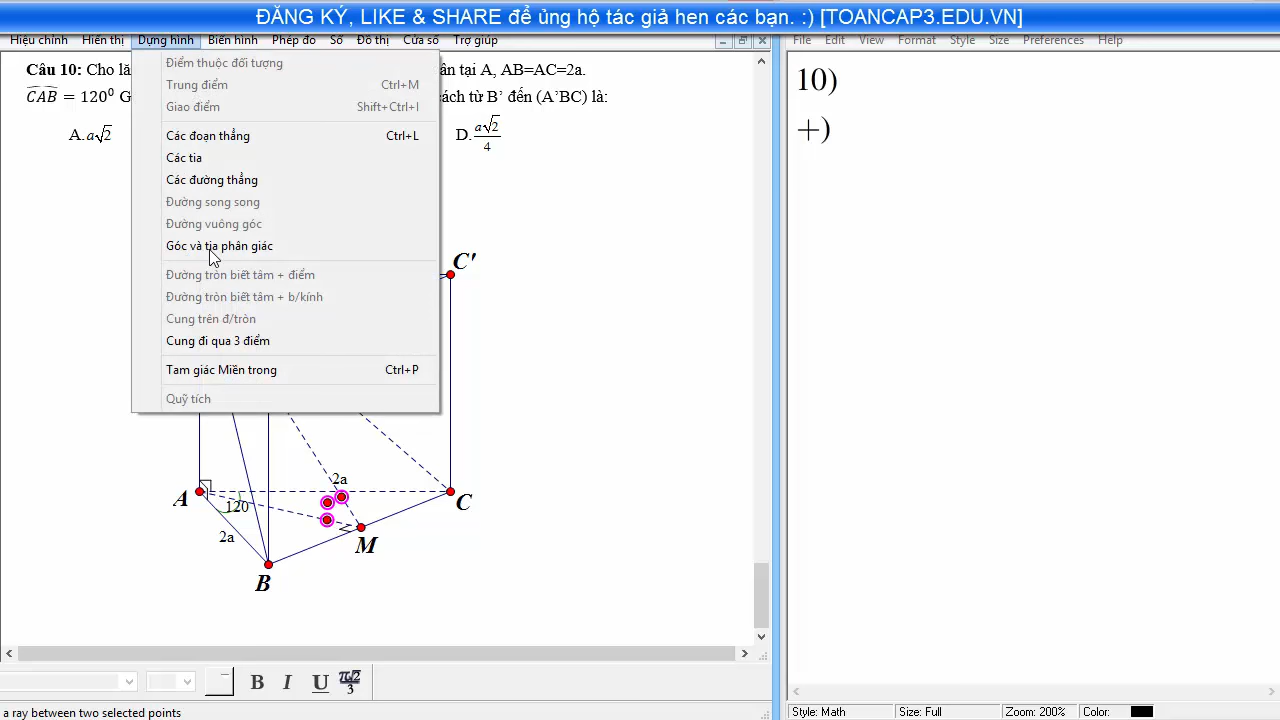 ĐĂNG KÝ, LIKE & SHARE để ủng hộ tác giả hen các bạn. :) [TOANCAP3.EDU.VN]
Hiệu chỉnh Hiển thị Dựng hình Biến hình Phép đo Số Đồ thị Cửa sổ Trợ giúp
File Edit View Format Style Size Preferences Help
Câu 10: Cho lă
ân tại A, AB=AC=2a.
CAB = 120⁰ G
ách từ B’ đến (A’BC) là:
A. a√2
D. a√2/4
Điểm thuộc đối tượng
Trung điểm Ctrl+M
Giao điểm Shift+Ctrl+I
Các đoạn thẳng Ctrl+L
Các tia
Các đường thẳng
Đường song song
Đường vuông góc
Góc và tia phân giác
Đường tròn biết tâm + điểm
Đường tròn biết tâm + b/kính
Cung trên đ/tròn
Cung đi qua 3 điểm
Tam giác Miền trong Ctrl+P
Quỹ tích
C'
2a
A
120
C
2a
M
B
10)
+)
B I U π√2/3
a ray between two selected points
Style: Math Size: Full Zoom: 200% Color: